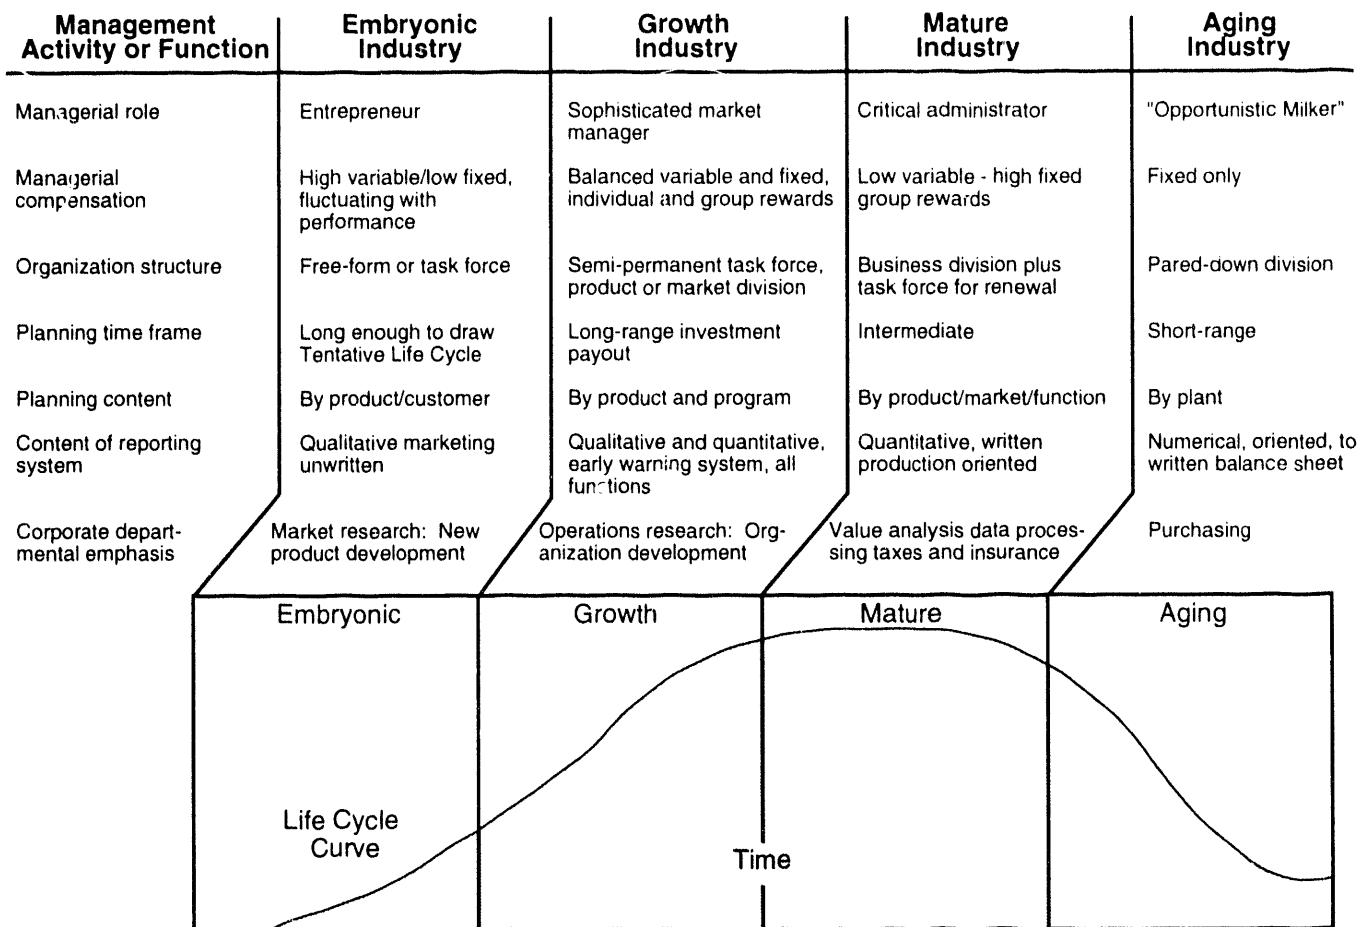 Management
Activity or Function
Embryonic
Industry
Growth
Industry
Mature
Industry
Aging
Industry
Managerial role
Entrepreneur
Sophisticated market
manager
Critical administrator
"Opportunistic Milker"
Managerial
compensation
High variable/low fixed,
fluctuating with
performance
Balanced variable and fixed,
individual and group rewards
Low variable - high fixed
group rewards
Fixed only
Organization structure
Free-form or task force
Semi-permanent task force,
product or market division
Business division plus
task force for renewal
Pared-down division
Planning time frame
Long enough to draw
Tentative Life Cycle
Long-range investment
payout
Intermediate
Short-range
Planning content
By product/customer
By product and program
By product/market/function
By plant
Content of reporting
system
Qualitative marketing
unwritten
Qualitative and quantitative,
early warning system, all
functions
Quantitative, written
production oriented
Numerical, oriented, to
written balance sheet
Corporate depart-
mental emphasis
Market research: New
product development
Operations research: Org-
anization development
Value analysis data proces-
sing taxes and insurance
Purchasing
Embryonic
Growth
Mature
Aging
Life Cycle
Curve
Time